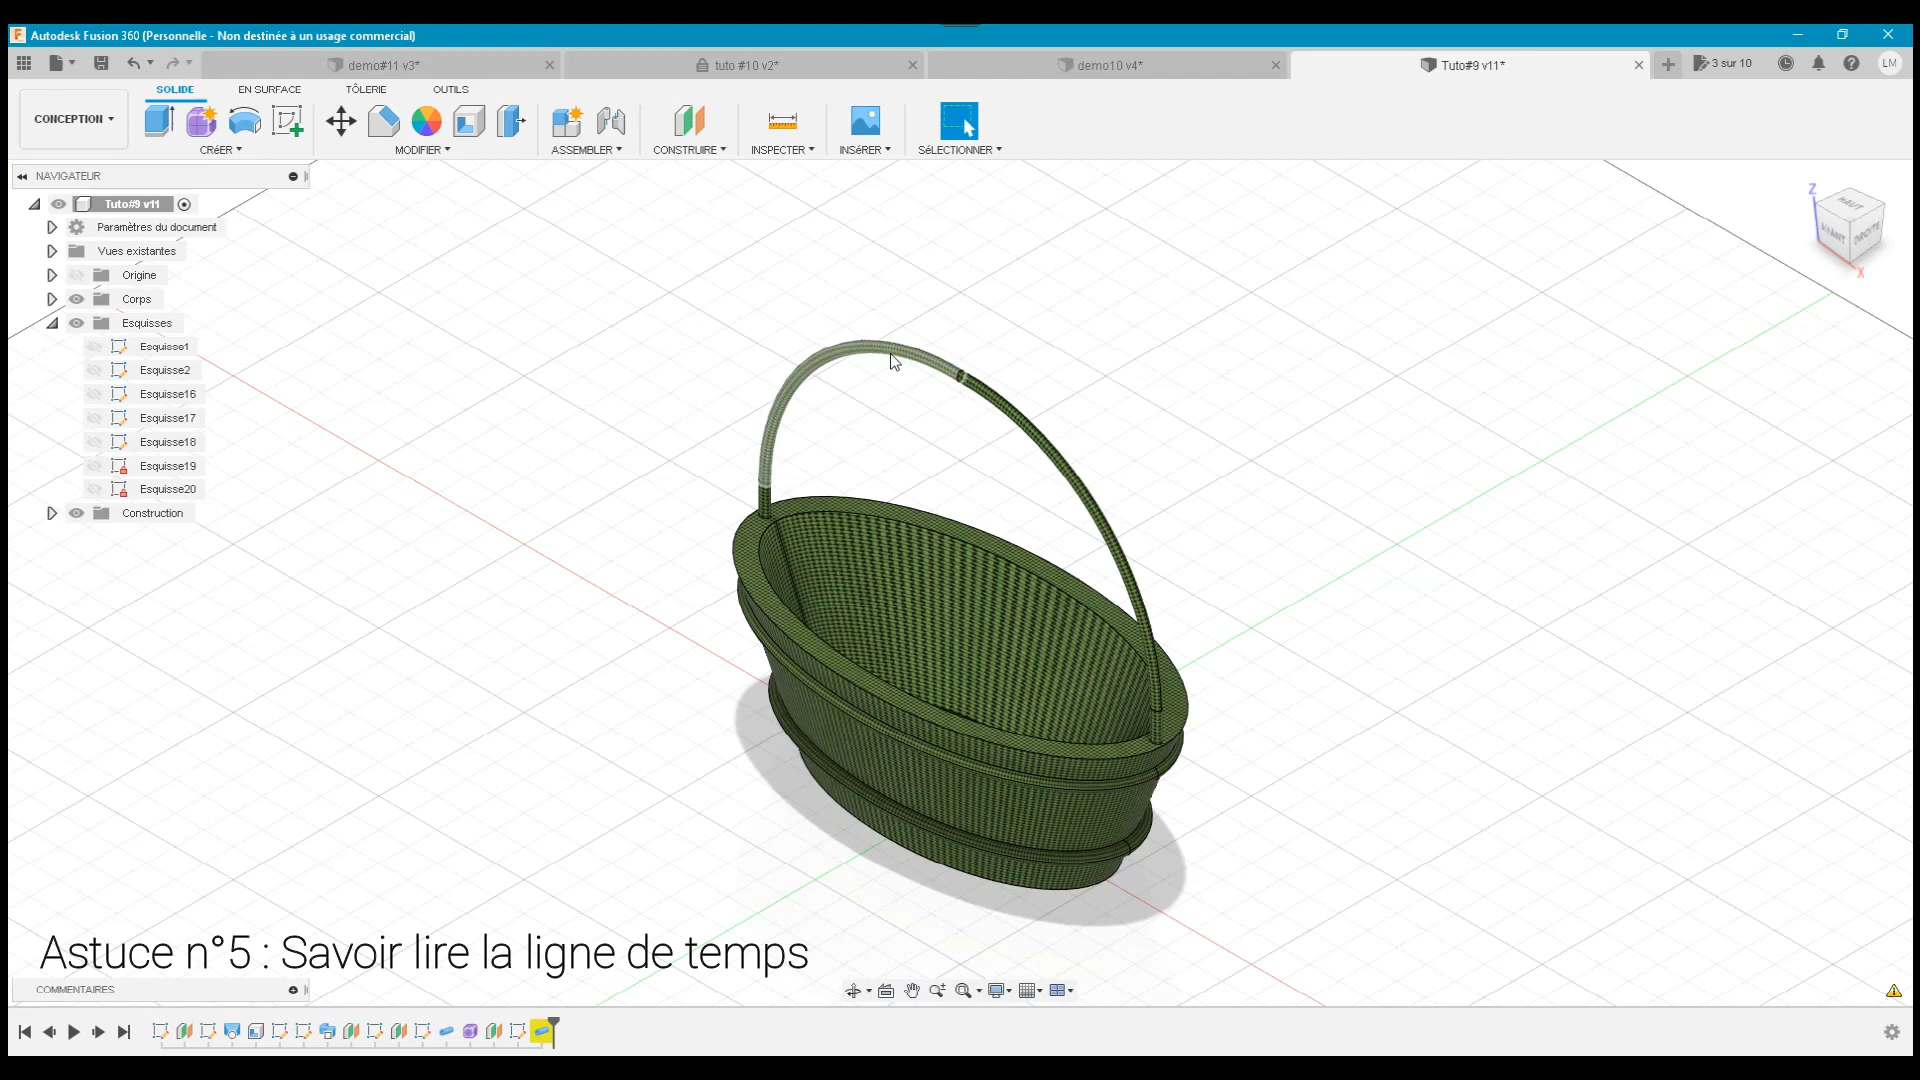 Autodesk Fusion 360 (Personnelle - Non destinée à un usage commercial)
demo#11 v3*
tuto #10 v2*
demo10 v4*
Tuto#9 v11*
3 sur 10
LM
SOLIDE
EN SURFACE
TÔLERIE
OUTILS
CONCEPTION
CRéER
MODIFIER
ASSEMBLER
CONSTRUIRE
INSPECTER
INSéRER
SéLECTIONNER
NAVIGATEUR
Tuto#9 v11
Paramètres du document
Vues existantes
Origine
Corps
Esquisses
Esquisse1
Esquisse2
Esquisse16
Esquisse17
Esquisse18
Esquisse19
Esquisse20
Construction
Z
HAUT
AVANT
DROITE
X
Astuce n°5 : Savoir lire la ligne de temps
COMMENTAIRES